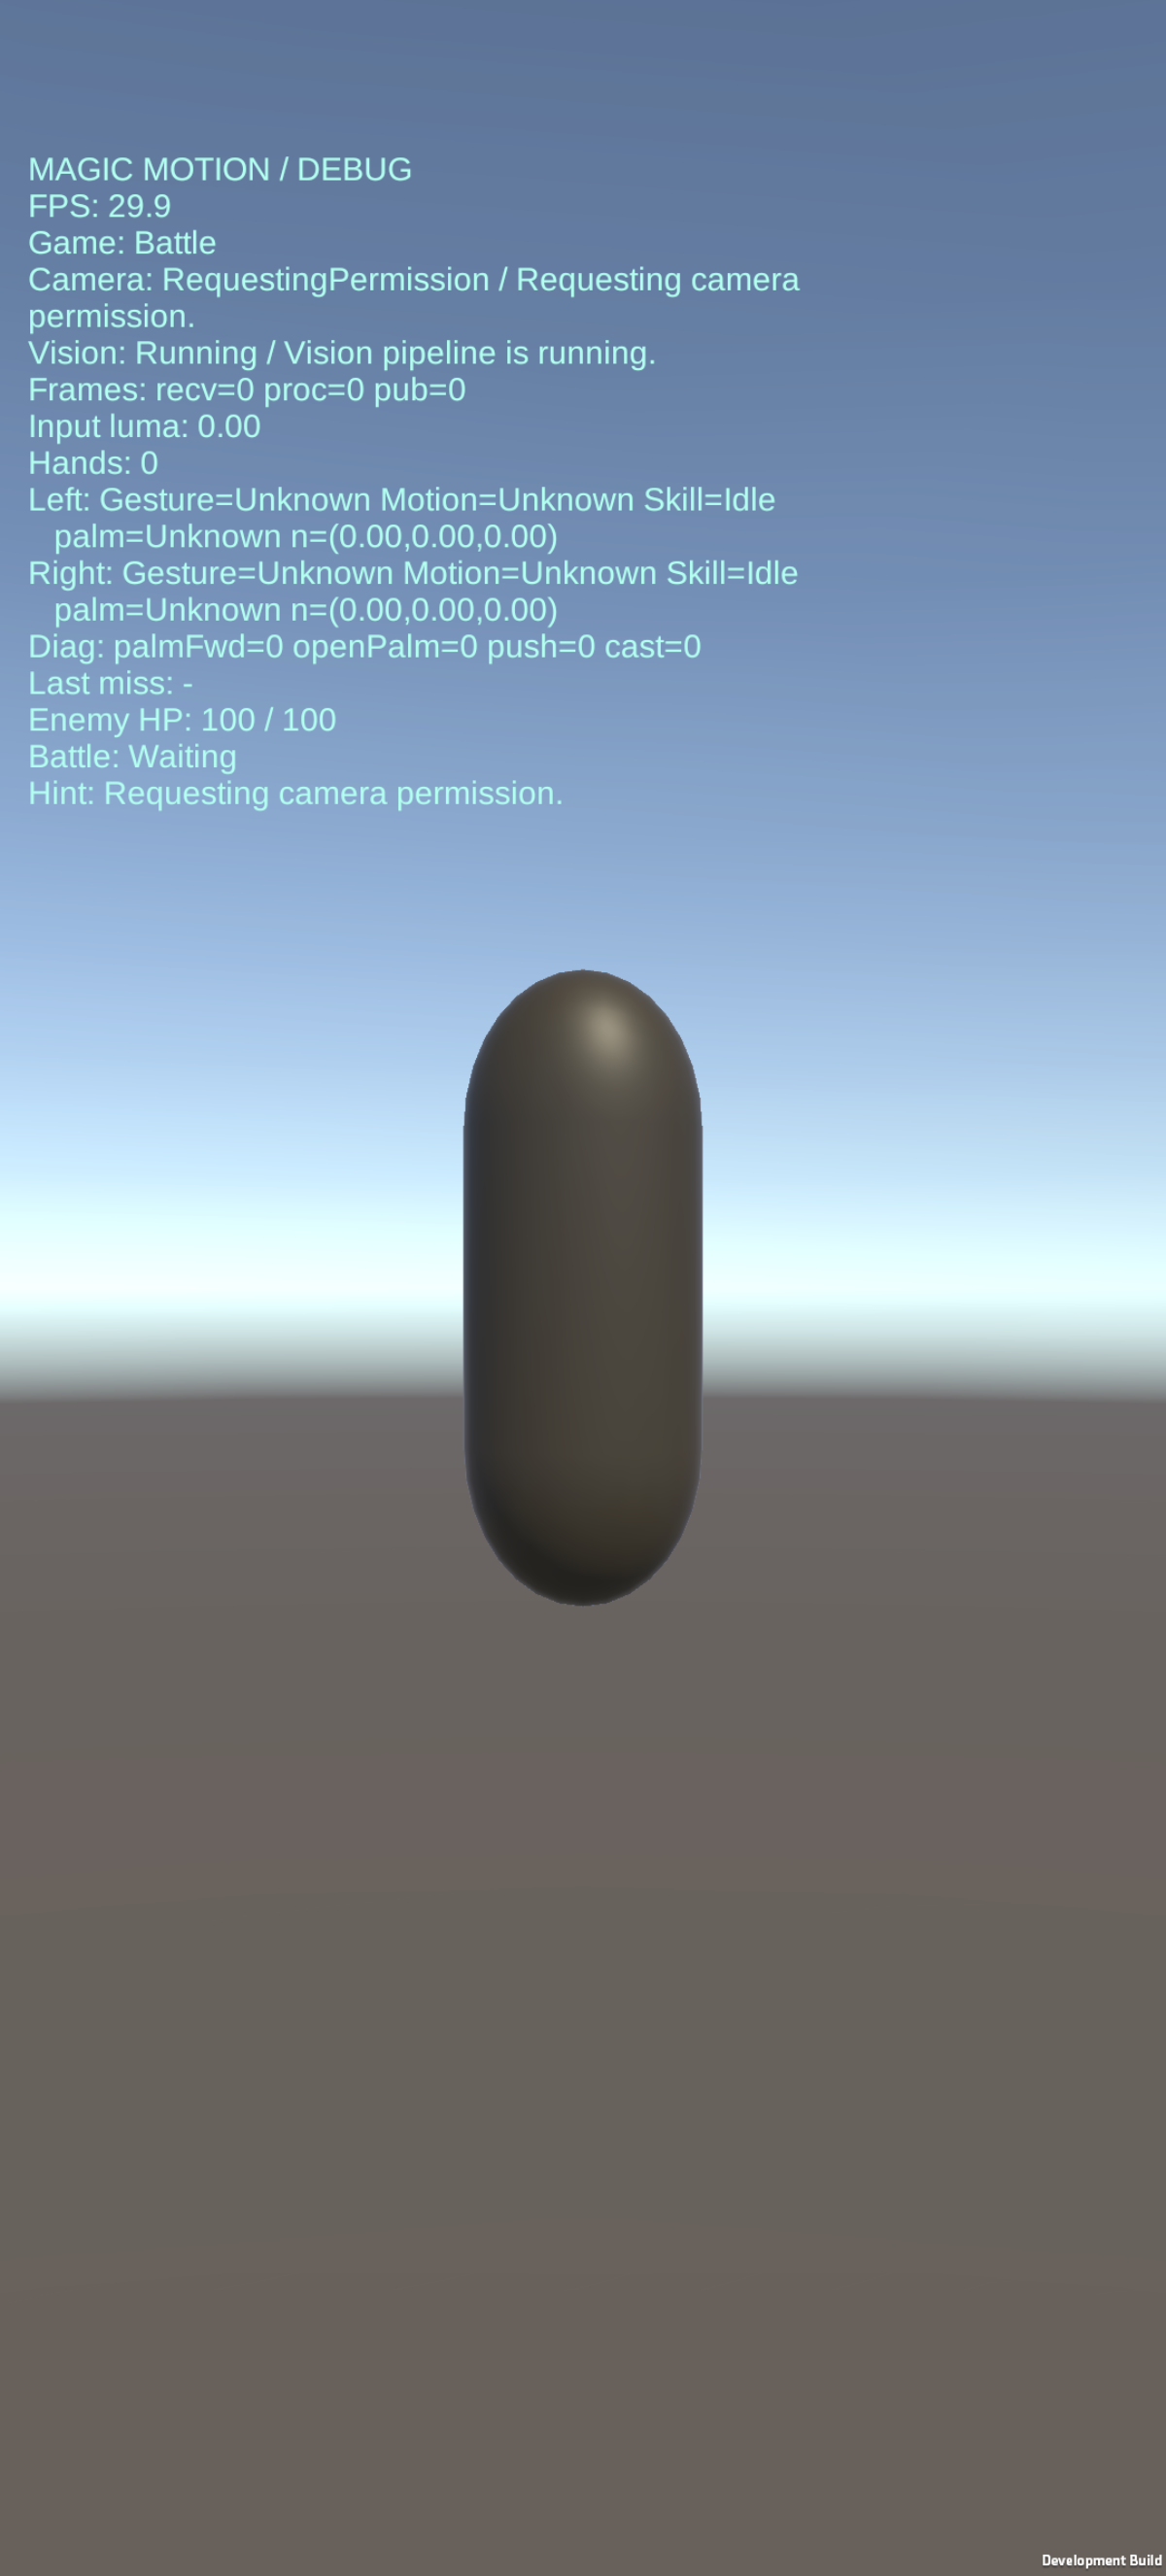 MAGIC MOTION / DEBUG
FPS: 29.9
Game: Battle
Camera: RequestingPermission / Requesting camera
permission.
Vision: Running / Vision pipeline is running.
Frames: recv=0 proc=0 pub=0
Input luma: 0.00
Hands: 0
Left: Gesture=Unknown Motion=Unknown Skill=Idle
palm=Unknown n=(0.00,0.00,0.00)
Right: Gesture=Unknown Motion=Unknown Skill=Idle
palm=Unknown n=(0.00,0.00,0.00)
Diag: palmFwd=0 openPalm=0 push=0 cast=0
Last miss: -
Enemy HP: 100 / 100
Battle: Waiting
Hint: Requesting camera permission.
Development Build